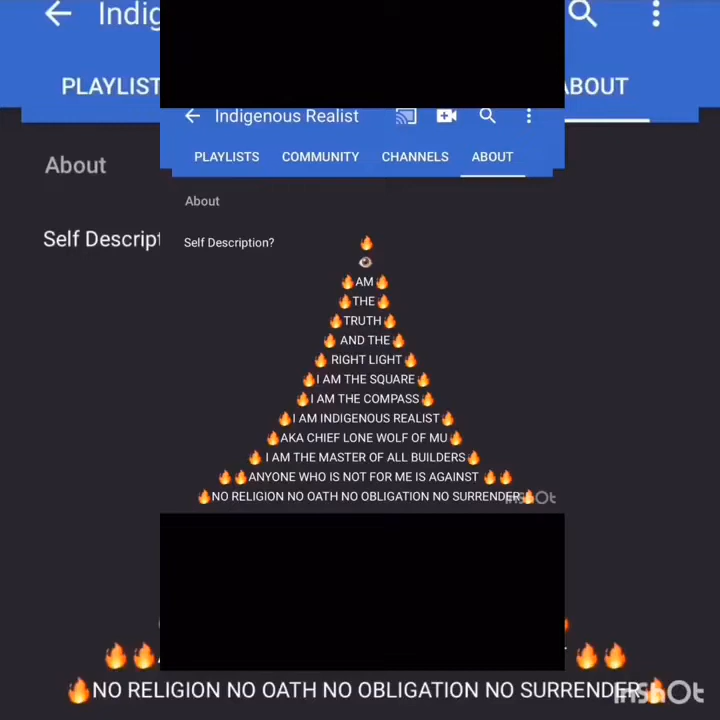 Indig
PLAYLIST
ABOUT
Indigenous Realist
PLAYLISTS COMMUNITY CHANNELS ABOUT
About
About
Self Descript
Self Description?
🔥
👁
🔥AM🔥
🔥THE🔥
🔥TRUTH🔥
🔥 AND THE🔥
🔥 RIGHT LIGHT🔥
🔥I AM THE SQUARE🔥
🔥I AM THE COMPASS🔥
🔥I AM INDIGENOUS REALIST🔥
🔥AKA CHIEF LONE WOLF OF MU🔥
🔥 I AM THE MASTER OF ALL BUILDERS🔥
🔥🔥ANYONE WHO IS NOT FOR ME IS AGAINST 🔥🔥
🔥NO RELIGION NO OATH NO OBLIGATION NO SURRENDER🔥
InShOt
🔥NO RELIGION NO OATH NO OBLIGATION NO SURRENDER🔥
InShOt